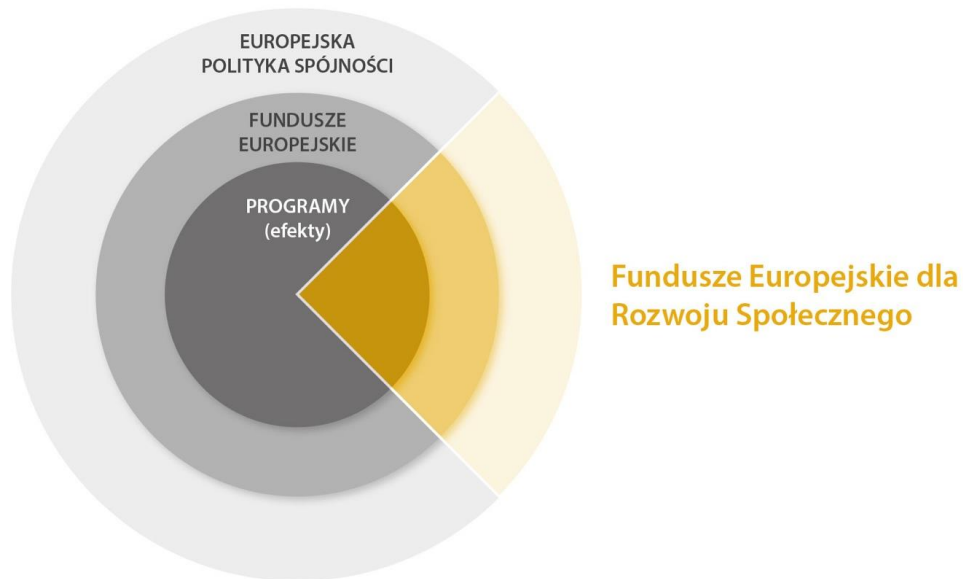 EUROPEJSKA
POLITYKA SPÓJNOŚCI
FUNDUSZE
EUROPEJSKIE
PROGRAMY
(efekty)
Fundusze Europejskie dla
Rozwoju Społecznego